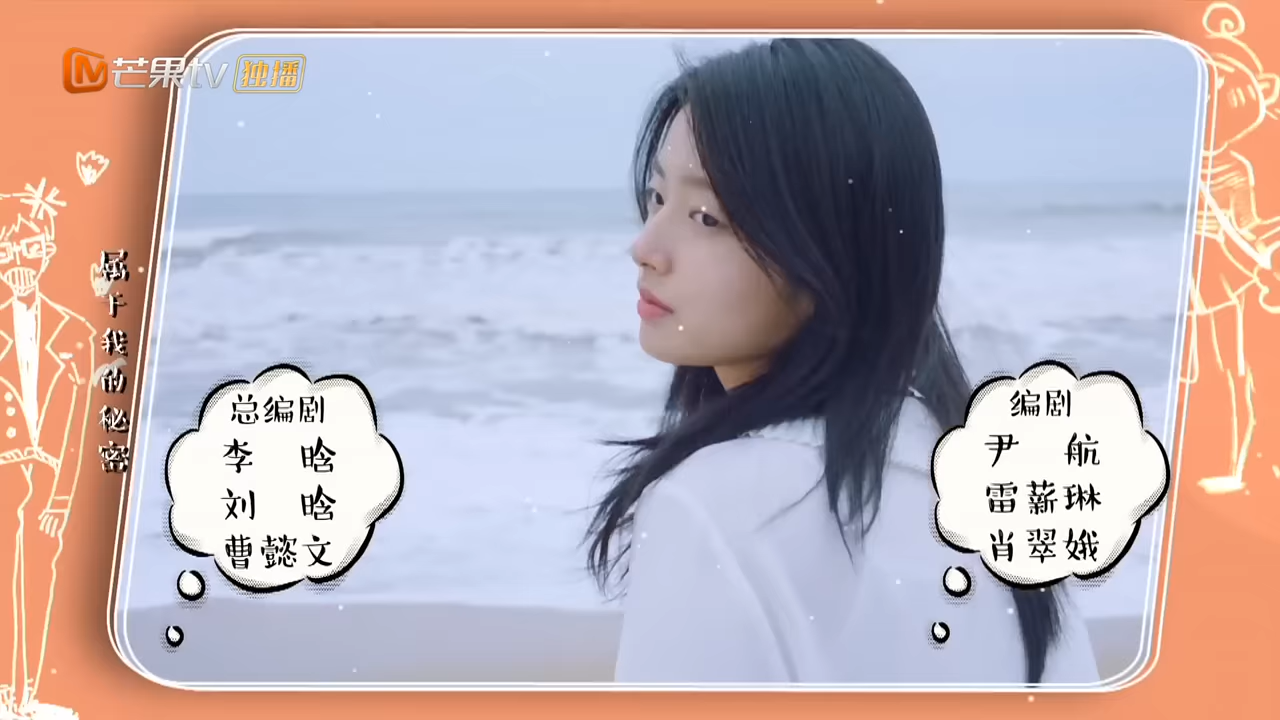 芒果tv 独播
属于我的秘密
总编剧
李 晗
刘 晗
曹懿文
编剧
尹 航
雷薪琳
肖翠娥